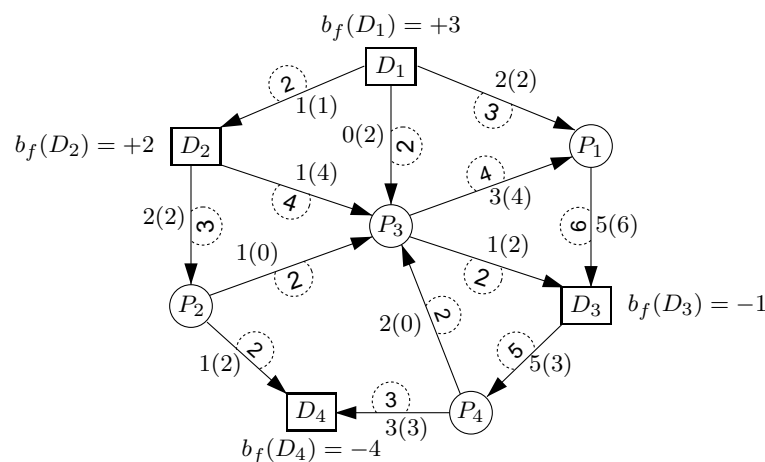 b_f(D_1) = +3
D_1
2
2(2)
1(1)
3
b_f(D_2) = +2
D_2
0(2)
2
P_1
1(4)
4
4
3(4)
2(2)
3
P_3
6
5(6)
1(0)
1(2)
2
2
P_2
D_3
b_f(D_3) = −1
2(0)
2
1(2)
2
5
5(3)
3
D_4
P_4
3(3)
b_f(D_4) = −4